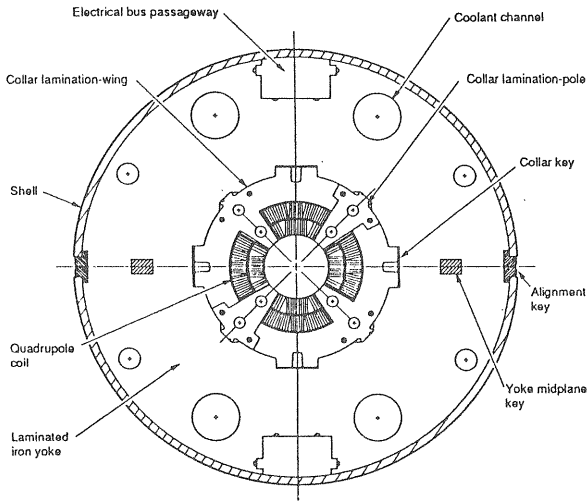 Electrical bus passageway
Coolant channel
Collar lamination-wing
Collar lamination-pole
Collar key
Shell
Alignment
key
Quadrupole
coil
Yoke midplane
key
Laminated
iron yoke